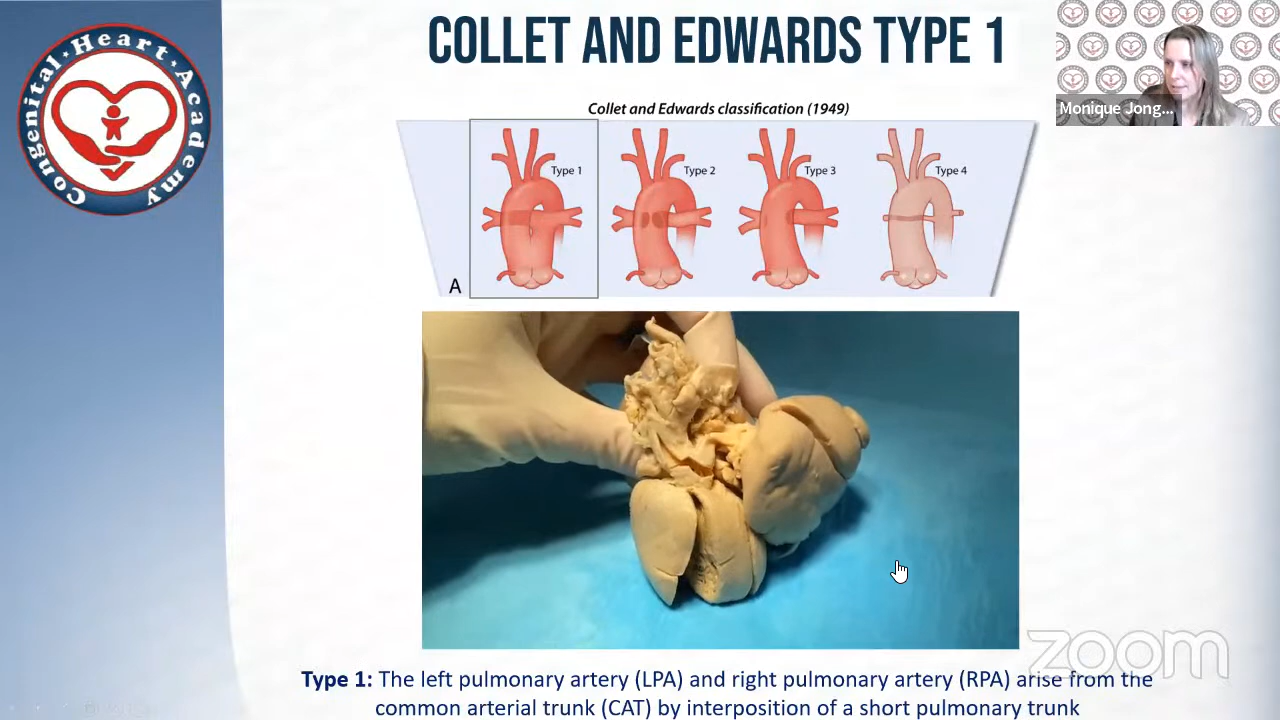 COLLET AND EDWARDS TYPE 1
Congenital Heart Academy
Monique Jong...
Collet and Edwards classification (1949)
Type 1
Type 2
Type 3
Type 4
A
zoom
Type 1: The left pulmonary artery (LPA) and right pulmonary artery (RPA) arise from the
common arterial trunk (CAT) by interposition of a short pulmonary trunk